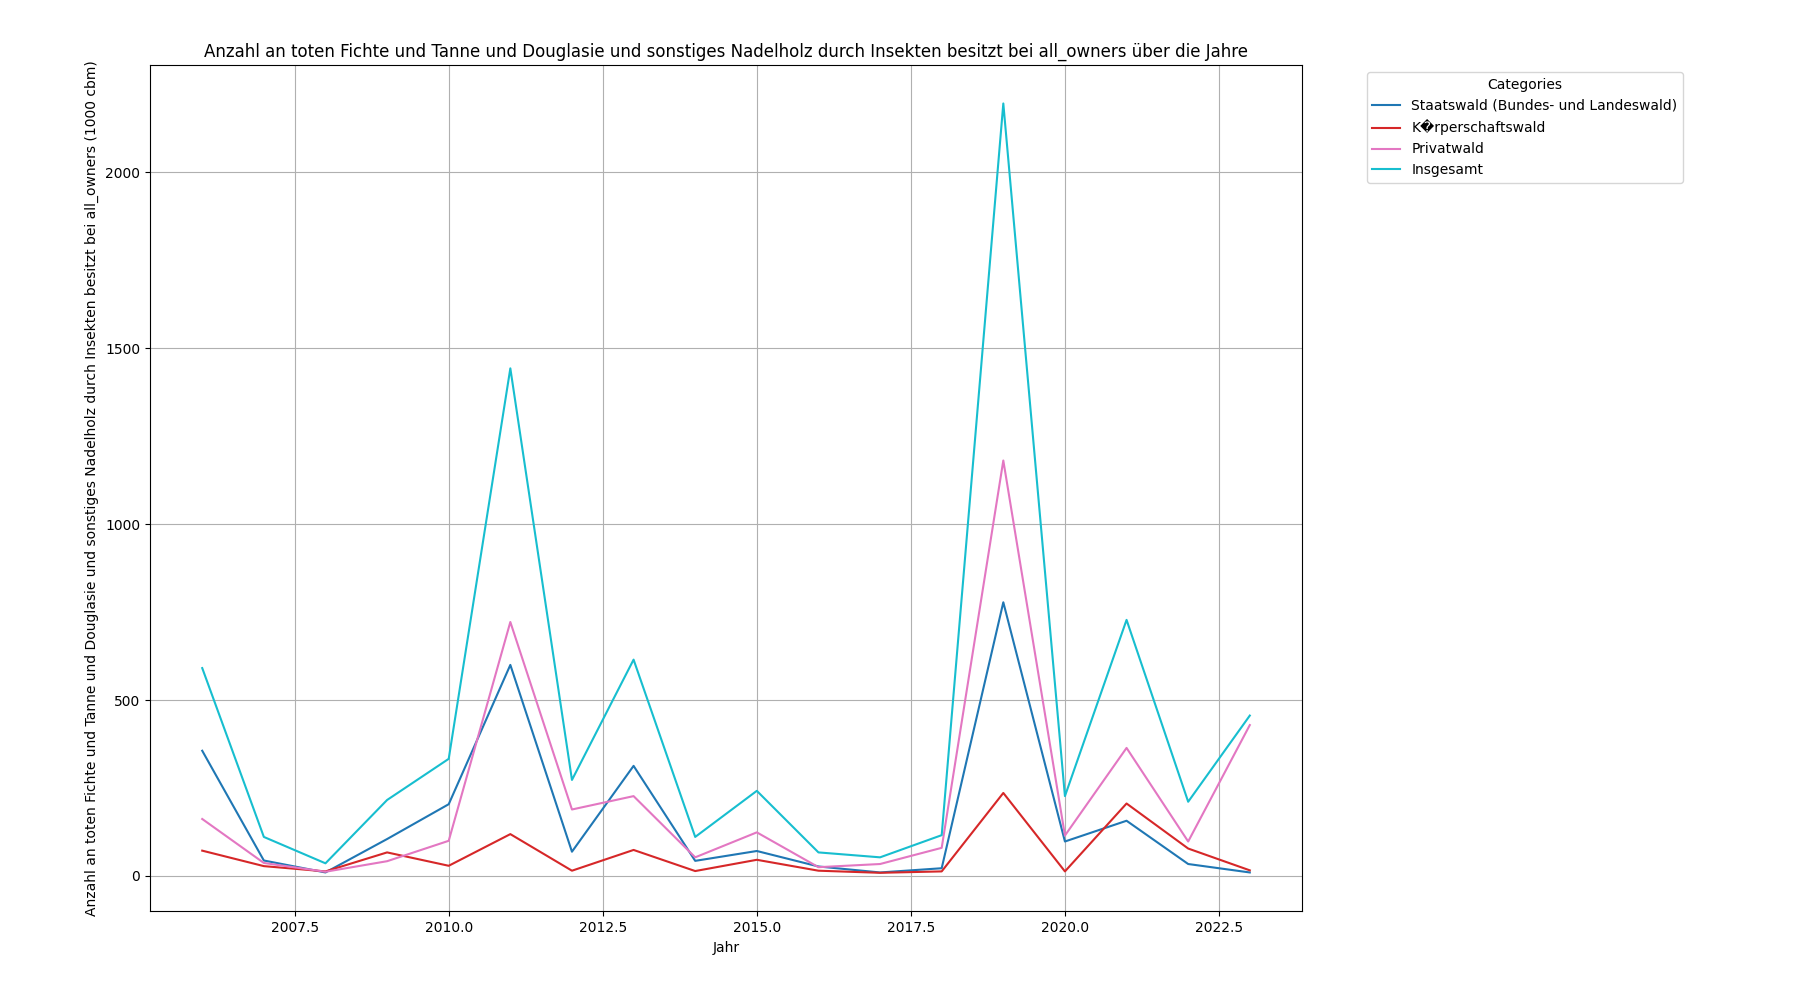 Anzahl an toten Fichte und Tanne und Douglasie und sonstiges Nadelholz durch Insekten besitzt bei all_owners über die Jahre
Anzahl an toten Fichte und Tanne und Douglasie und sonstiges Nadelholz durch Insekten besitzt bei all_owners (1000 cbm)
2000
1500
1000
500
0
2007.5
2010.0
2012.5
2015.0
2017.5
2020.0
2022.5
Jahr
Categories
Staatswald (Bundes- und Landeswald)
K�rperschaftswald
Privatwald
Insgesamt